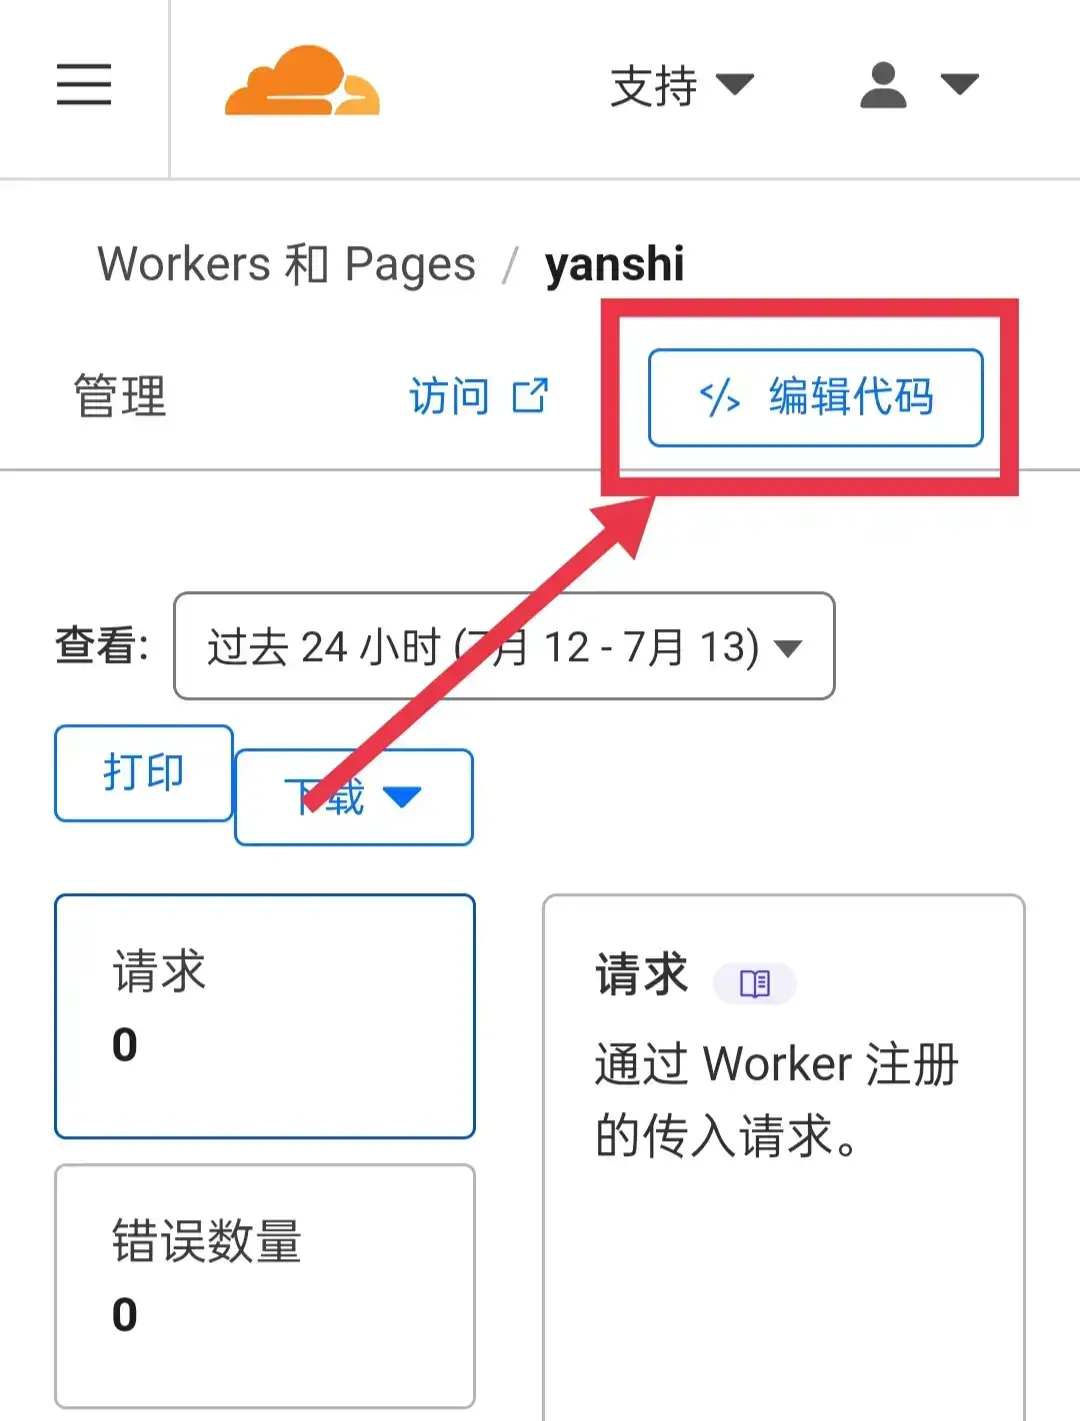 支持
Workers 和 Pages / yanshi
管理
访问
</> 编辑代码
查看:
过去 24 小时 (7月 12 - 7月 13)
打印
下载
请求
0
请求
通过 Worker 注册
的传入请求。
错误数量
0